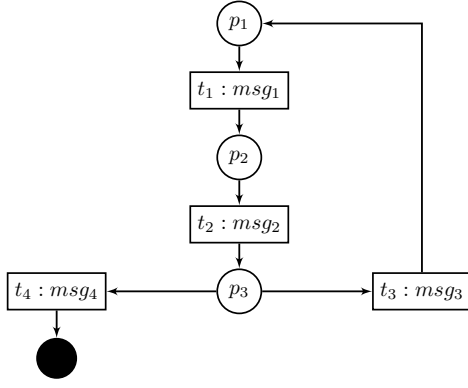 p₁
t₁ : msg₁
p₂
t₂ : msg₂
t₄ : msg₄
p₃
t₃ : msg₃